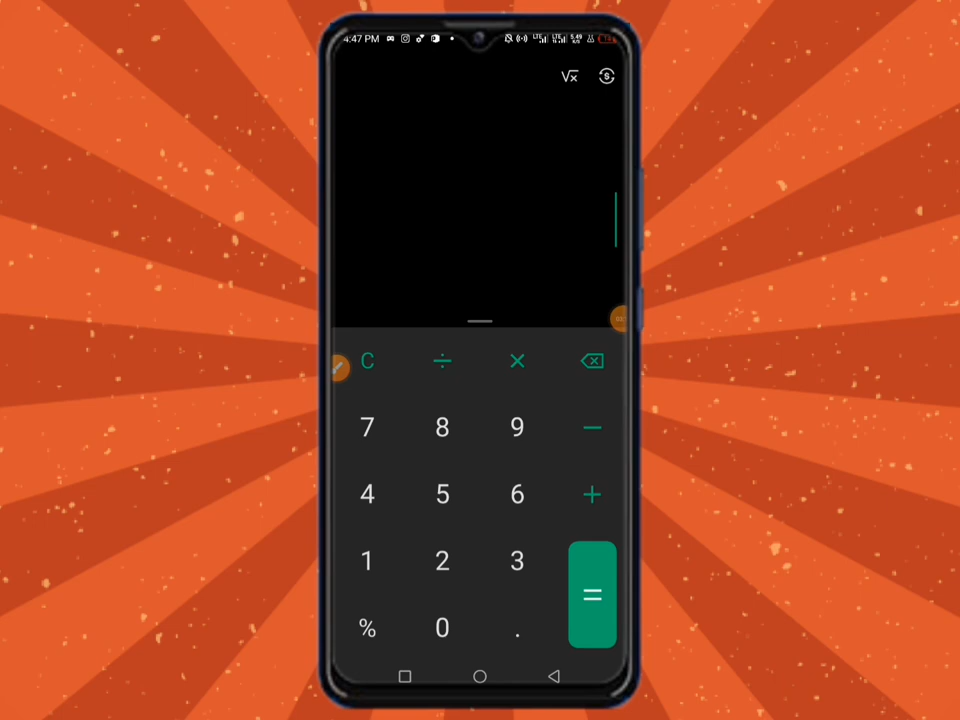 4:47 PM
√x
C ÷ × 
7 8 9 −
4 5 6 +
1 2 3
% 0 . =